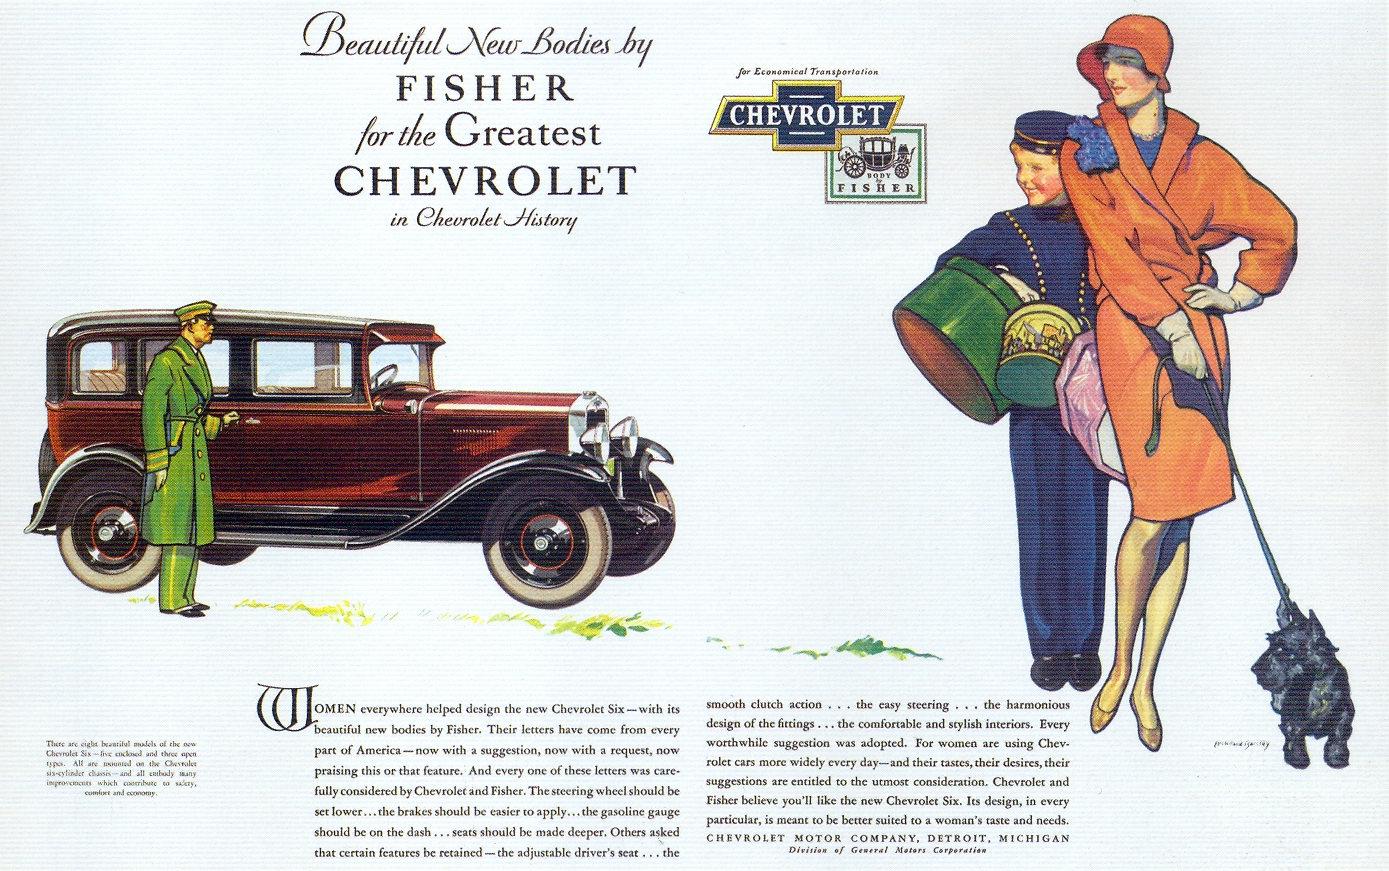 Beautiful New Bodies by
FISHER
for the Greatest
CHEVROLET
in Chevrolet History
for Economical Transportation
CHEVROLET
BODY
by
FISHER
There are eight beautiful models of the new
Chevrolet Six—five enclosed and three open
types. All are mounted on the Chevrolet
six-cylinder chassis—and all embody many
improvements which contribute to safety,
comfort and economy.
WOMEN everywhere helped design the new Chevrolet Six—with its
beautiful new bodies by Fisher. Their letters have come from every
part of America—now with a suggestion, now with a request, now
praising this or that feature. And every one of these letters was care-
fully considered by Chevrolet and Fisher. The steering wheel should be
set lower...the brakes should be easier to apply...the gasoline gauge
should be on the dash . . . seats should be made deeper. Others asked
that certain features be retained—the adjustable driver's seat . . . the
smooth clutch action . . . the easy steering . . . the harmonious
design of the fittings . . . the comfortable and stylish interiors. Every
worthwhile suggestion was adopted. For women are using Chev-
rolet cars more widely every day—and their tastes, their desires, their
suggestions are entitled to the utmost consideration. Chevrolet and
Fisher believe you'll like the new Chevrolet Six. Its design, in every
particular, is meant to be better suited to a woman's taste and needs.
CHEVROLET MOTOR COMPANY, DETROIT, MICHIGAN
Division of General Motors Corporation